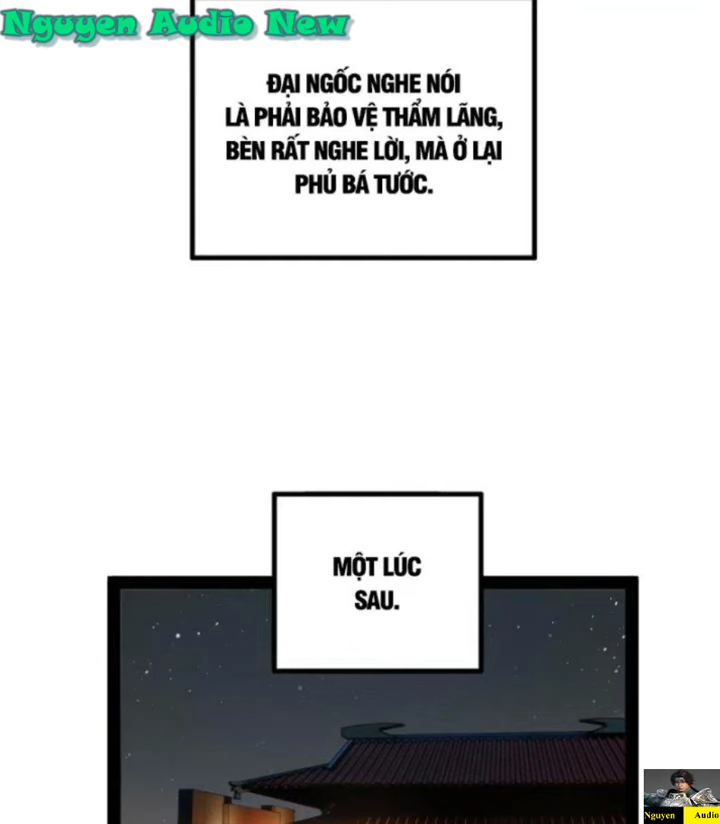 Nguyen Audio New
ĐẠI NGỐC NGHE NÓI
LÀ PHẢI BẢO VỆ THẨM LÃNG,
BÈN RẤT NGHE LỜI, MÀ Ở LẠI
PHỦ BÁ TƯỚC.
MỘT LÚC
SAU.
Nguyen Audio